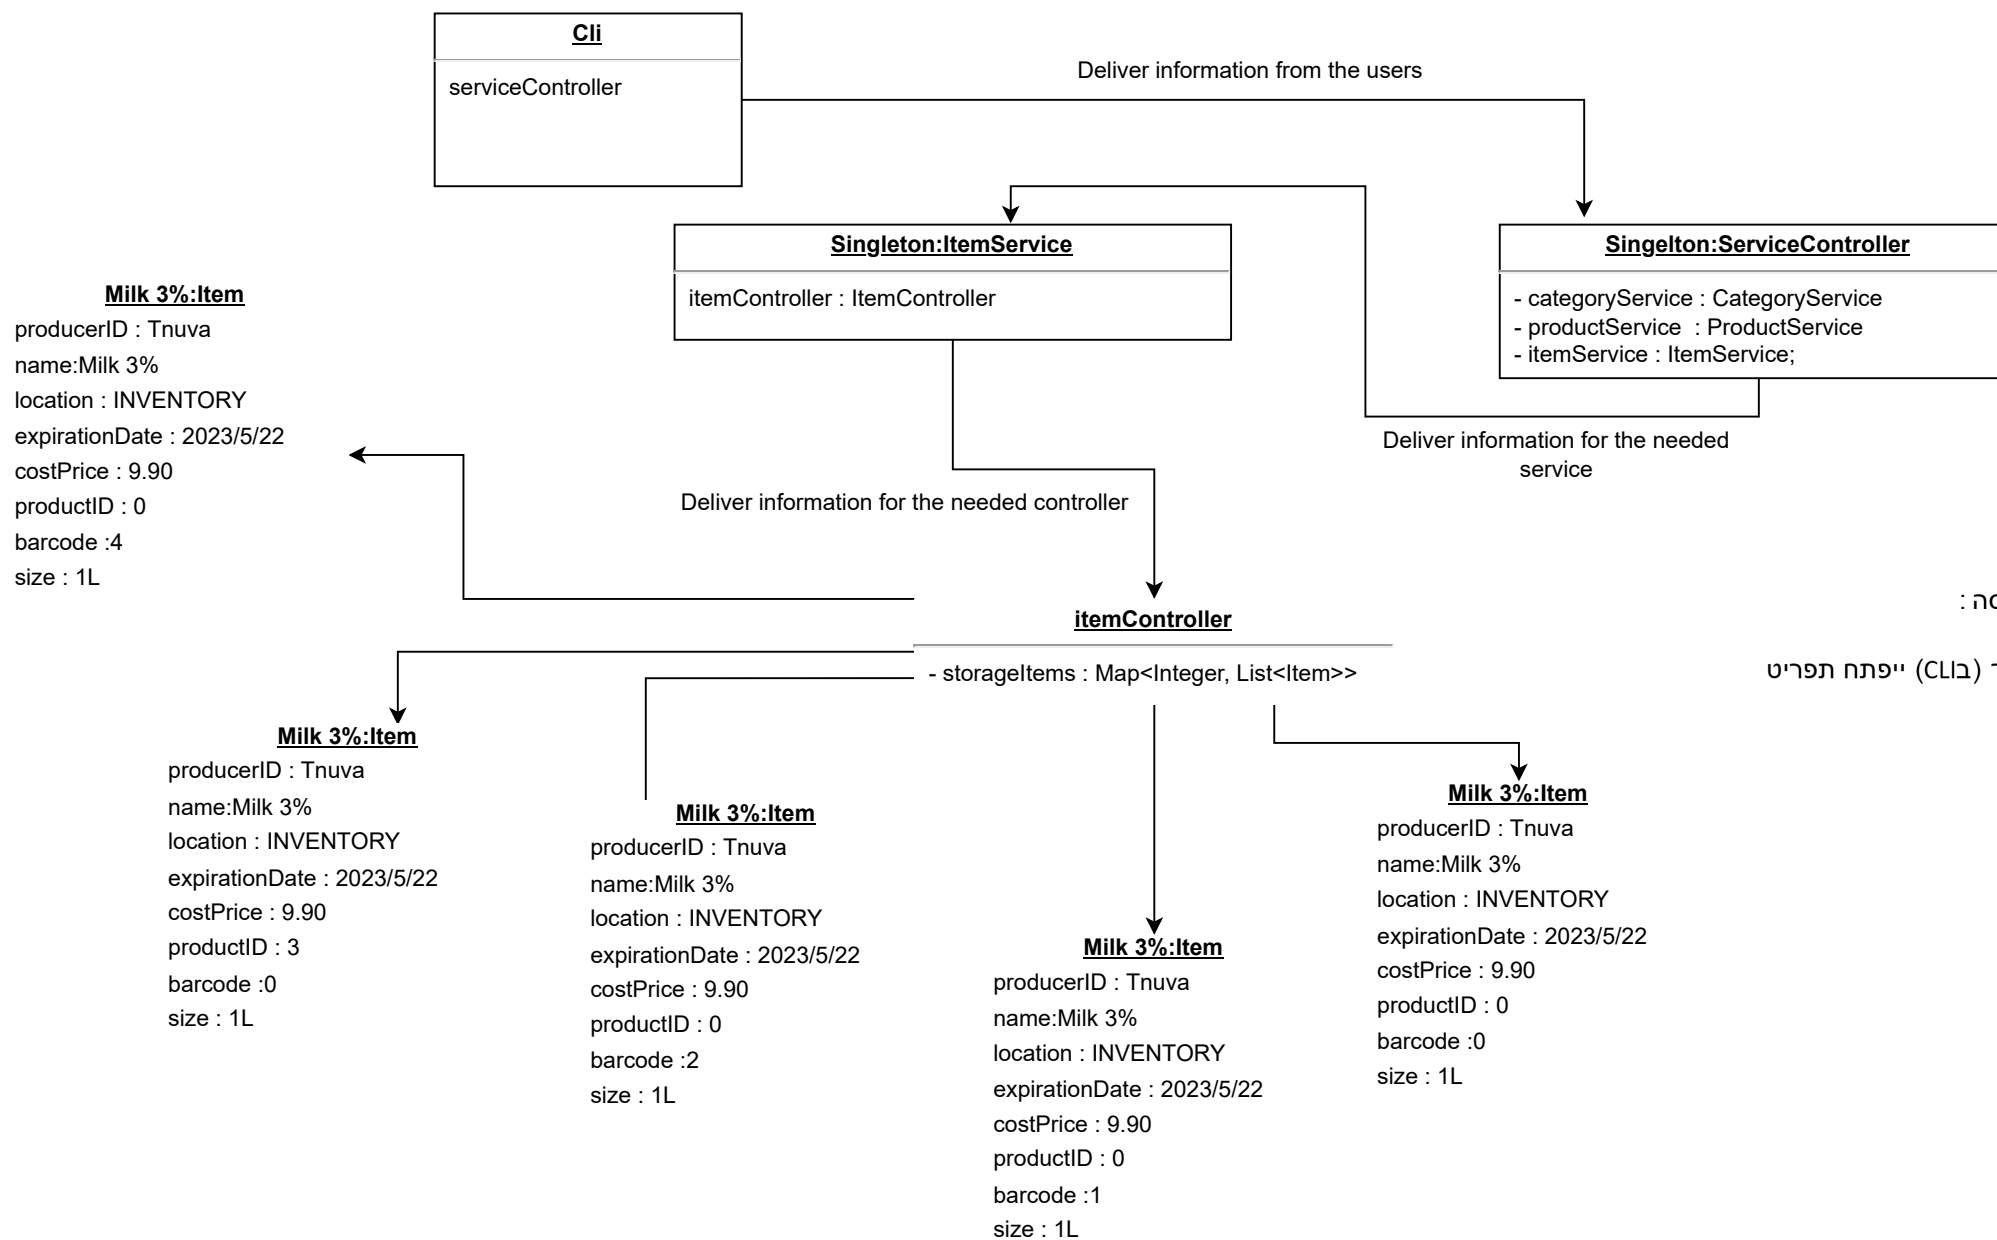 Cli
serviceController
Deliver information from the users
Singleton:ItemService
itemController : ItemController
Singelton:ServiceController
- categoryService : CategoryService
- productService : ProductService
- itemService : ItemService;
Deliver information for the needed
service
Deliver information for the needed controller
Milk 3%:Item
producerID : Tnuva
name:Milk 3%
location : INVENTORY
expirationDate : 2023/5/22
costPrice : 9.90
productID : 0
barcode :4
size : 1L
itemController
- storageItems : Map<Integer, List<Item>>
(בCLI) ייפתח תפריט
Milk 3%:Item
producerID : Tnuva
name:Milk 3%
location : INVENTORY
expirationDate : 2023/5/22
costPrice : 9.90
productID : 3
barcode :0
size : 1L
Milk 3%:Item
producerID : Tnuva
name:Milk 3%
location : INVENTORY
expirationDate : 2023/5/22
costPrice : 9.90
productID : 0
barcode :2
size : 1L
Milk 3%:Item
producerID : Tnuva
name:Milk 3%
location : INVENTORY
expirationDate : 2023/5/22
costPrice : 9.90
productID : 0
barcode :1
size : 1L
Milk 3%:Item
producerID : Tnuva
name:Milk 3%
location : INVENTORY
expirationDate : 2023/5/22
costPrice : 9.90
productID : 0
barcode :0
size : 1L